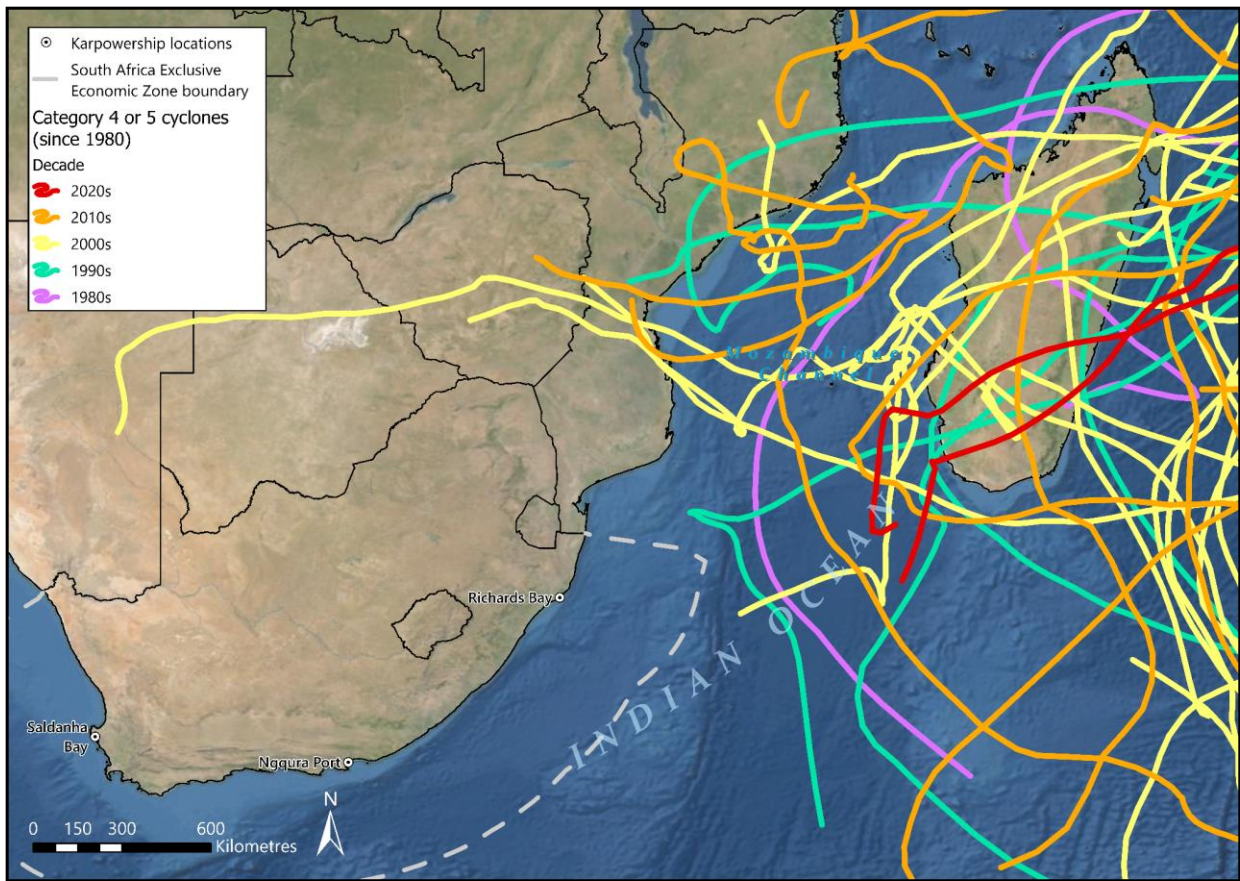 Karpowership locations
South Africa Exclusive
Economic Zone boundary
Category 4 or 5 cyclones
(since 1980)
Decade
2020s
2010s
2000s
1990s
1980s
Mozambique
Channel
INDIAN OCEAN
Richards Bay
Saldanha
Bay
Ngqura Port
N
0 150 300 600
Kilometres